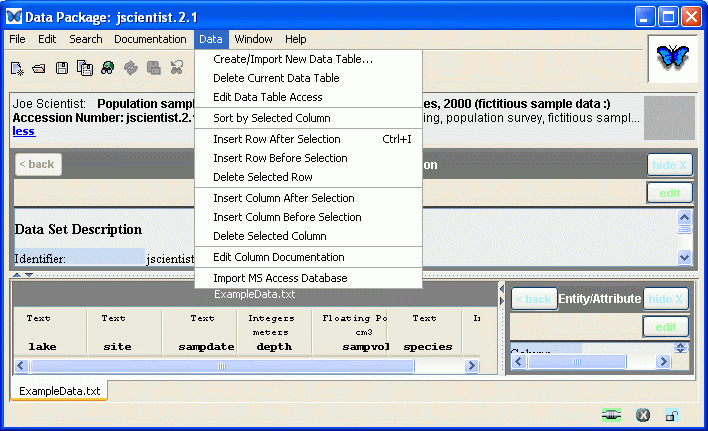 Data Package: jscientist.2.1
File Edit Search Documentation Data Window Help
Create/Import New Data Table...
Delete Current Data Table
Edit Data Table Access
Sort by Selected Column
Insert Row After Selection Ctrl+I
Insert Row Before Selection
Delete Selected Row
Insert Column After Selection
Insert Column Before Selection
Delete Selected Column
Edit Column Documentation
Import MS Access Database
Joe Scientist: Population samp es, 2000 (fictitious sample data :)
Accession Number: jscientist.2.1 ing, population survey, fictitious sampl...
less
< back on hide X
edit
Data Set Description
Identifier: jscientist
ExampleData.txt
< back Entity/Attribute hide X
edit
Text Text Text Integers Floating Po Text In
meters cm3
lake site sampdate depth sampvol species
ExampleData.txt